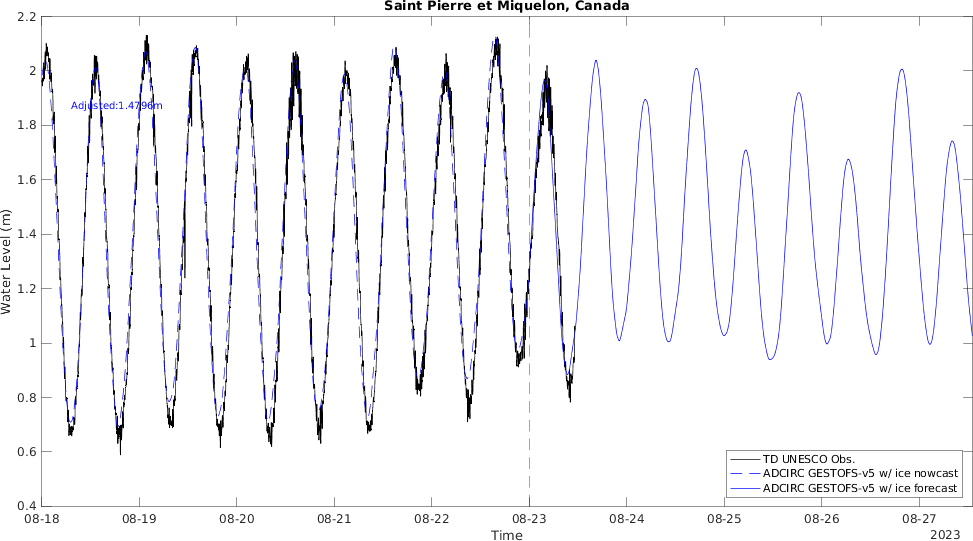 Saint Pierre et Miquelon, Canada
2.2
2
1.8
1.6
1.4
1.2
1
0.8
0.6
0.4
Water Level (m)
Adjusted:1.4796m
TD UNESCO Obs.
ADCIRC GESTOFS-v5 w/ ice nowcast
ADCIRC GESTOFS-v5 w/ ice forecast
08-18 08-19 08-20 08-21 08-22 08-23 08-24 08-25 08-26 08-27
Time
2023